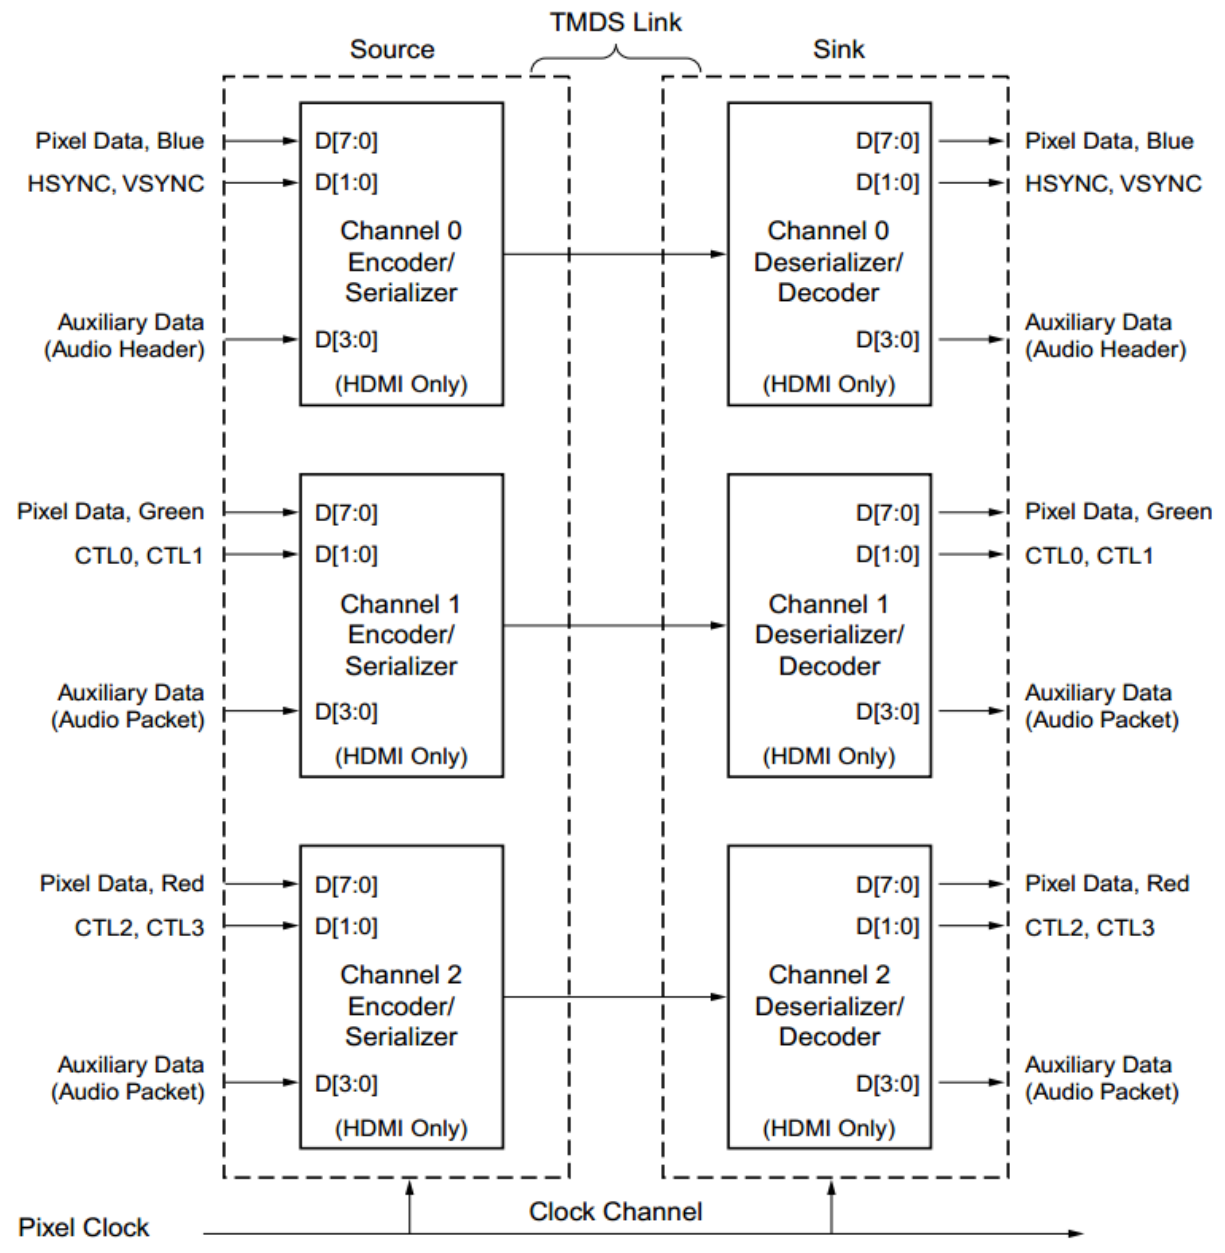 TMDS Link
Source
Sink
Pixel Data, Blue
D[7:0]
HSYNC, VSYNC
D[1:0]
Channel 0
Encoder/
Serializer
Auxiliary Data
(Audio Header)
D[3:0]
(HDMI Only)
D[7:0]
Pixel Data, Blue
D[1:0]
HSYNC, VSYNC
Channel 0
Deserializer/
Decoder
D[3:0]
Auxiliary Data
(Audio Header)
(HDMI Only)
Pixel Data, Green
D[7:0]
CTL0, CTL1
D[1:0]
Channel 1
Encoder/
Serializer
Auxiliary Data
(Audio Packet)
D[3:0]
(HDMI Only)
D[7:0]
Pixel Data, Green
D[1:0]
CTL0, CTL1
Channel 1
Deserializer/
Decoder
D[3:0]
Auxiliary Data
(Audio Packet)
(HDMI Only)
Pixel Data, Red
D[7:0]
CTL2, CTL3
D[1:0]
Channel 2
Encoder/
Serializer
Auxiliary Data
(Audio Packet)
D[3:0]
(HDMI Only)
D[7:0]
Pixel Data, Red
D[1:0]
CTL2, CTL3
Channel 2
Deserializer/
Decoder
D[3:0]
Auxiliary Data
(Audio Packet)
(HDMI Only)
Pixel Clock
Clock Channel